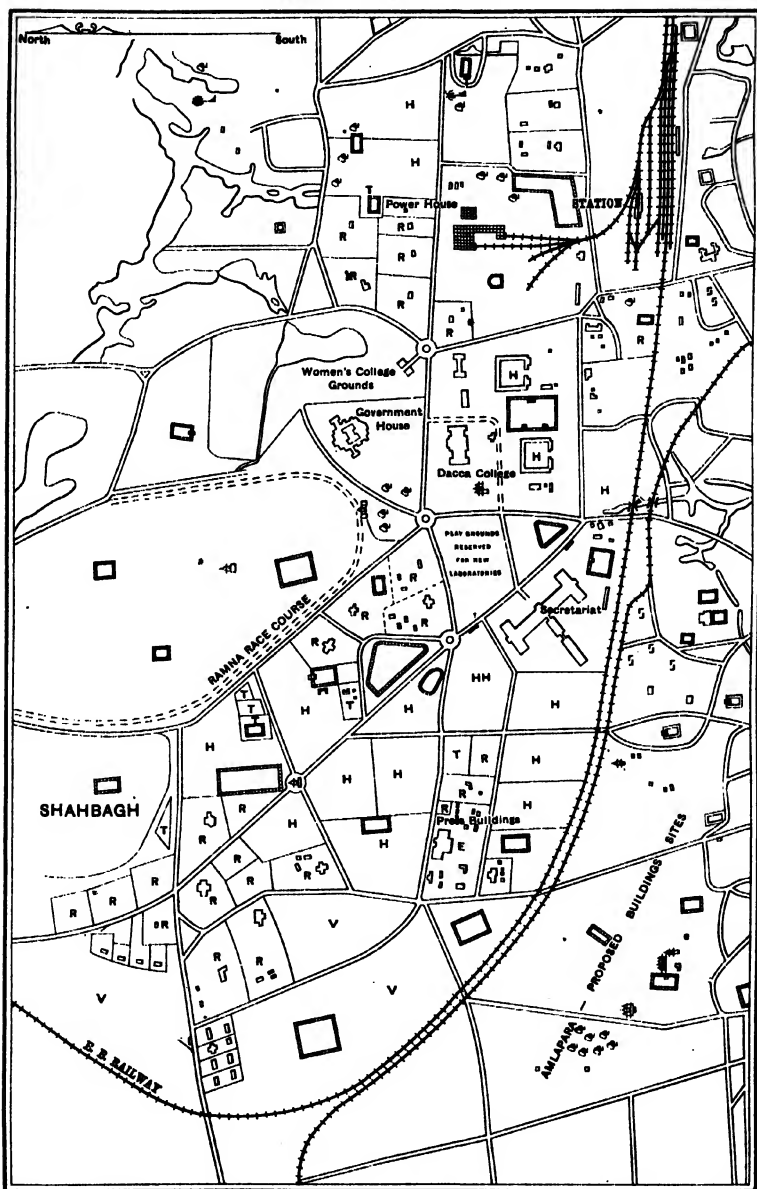 North
South
H
H
T
Power House
STATION
R
R
R
R
R
R
S
S
S
R
R
Women's College
Grounds
Government
House
H
H
Dacca College
H
PLAY GROUNDS
RESERVED
FOR NEW
LABORATORIES
R
R
R
R
Secretariat
RAMNA RACE COURSE
T
T
T
T
H
H
HH
H
S
S
S
S
H
H
H
T
R
H
SHAHBAGH
T
R
R
H
H
R
R
Press Buildings
H
E
R
R
R
R
R
R
R
R
R
V
V
V
R
R
AMLAPARA - PROPOSED BUILDINGS SITES
E. B. RAILWAY